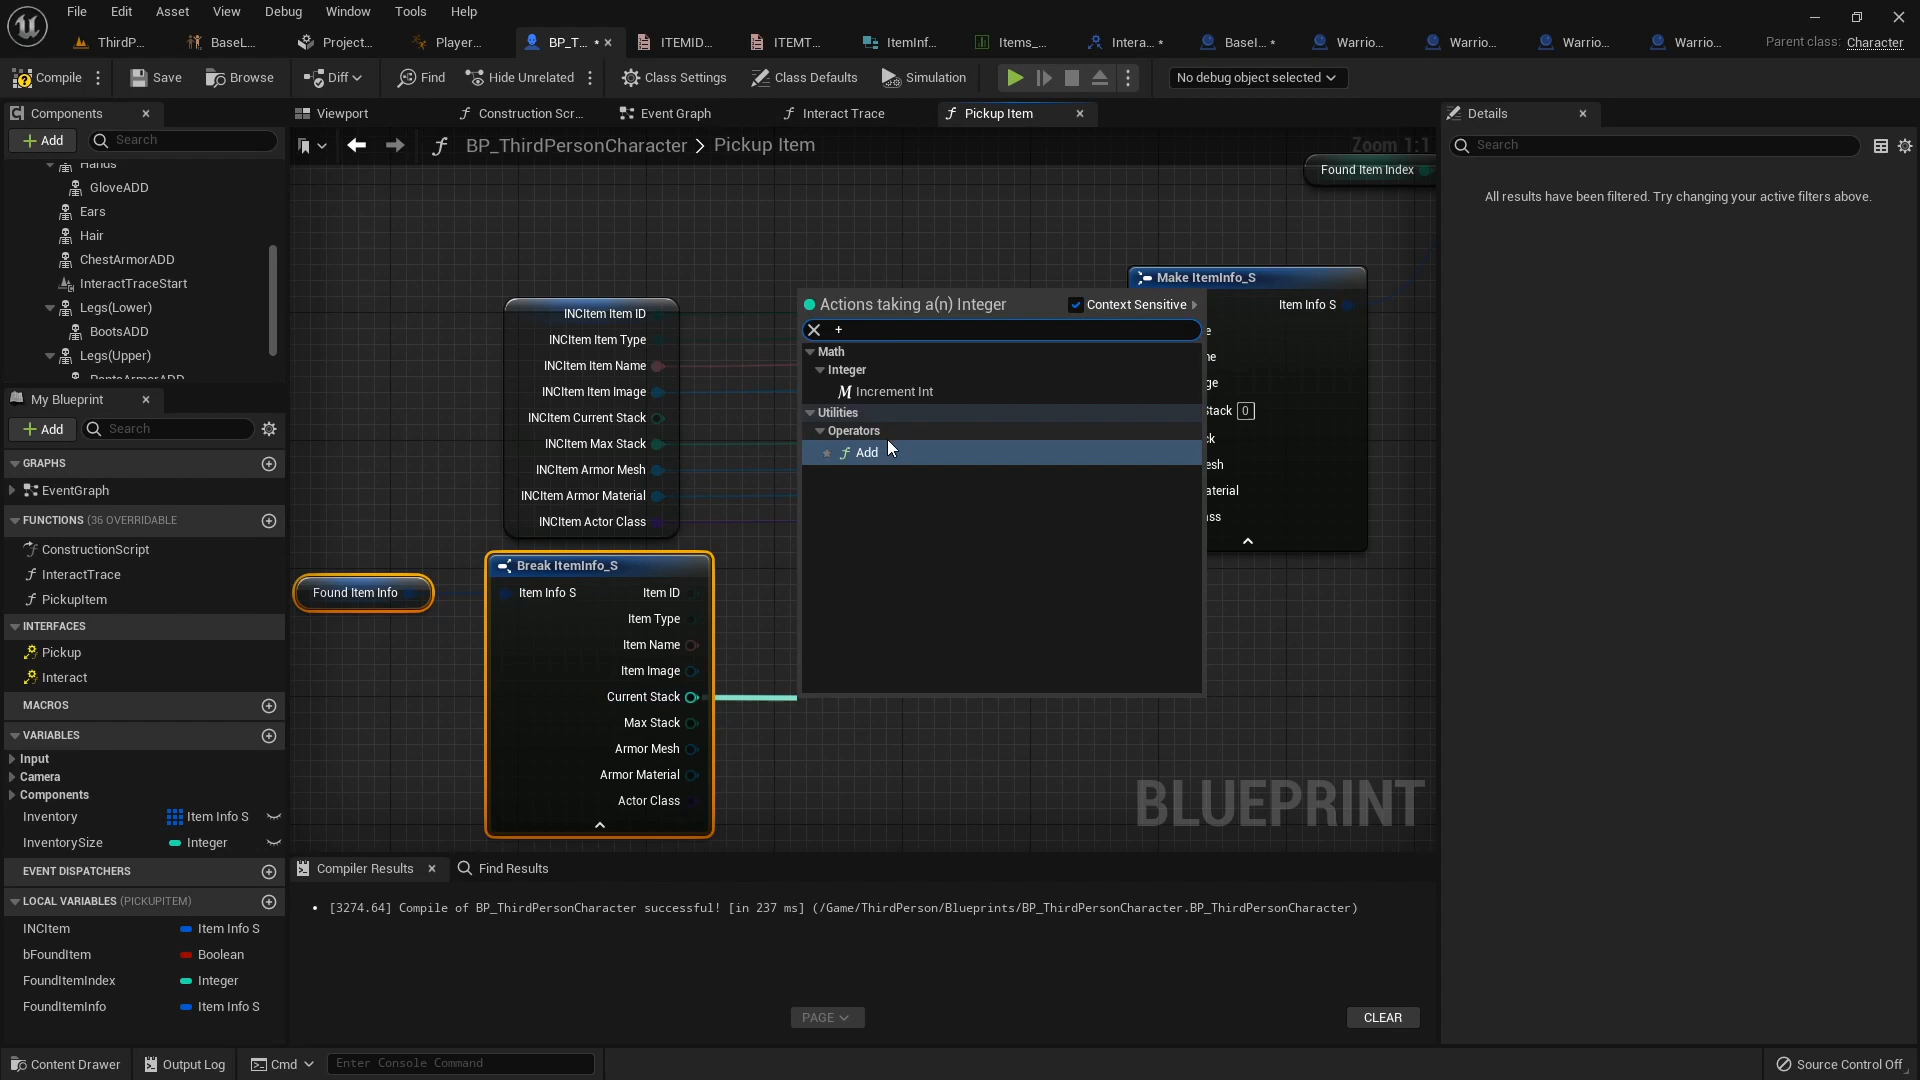 File Edit Asset View Debug Window Tools Help
ThirdP... BaseL... Project... Player... BP_T... * ITEMID... ITEMT... ItemInf... Items_... Intera... * BaseI... * Warrio... Warrio... Warrio... Warrio... Parent class: Character
Compile Save Browse Diff Find Hide Unrelated Class Settings Class Defaults Simulation No debug object selected
Components
Viewport Construction Scr... Event Graph Interact Trace Pickup Item
Details
Add Search
BP_ThirdPersonCharacter > Pickup Item
Zoom 1:1
Search
All results have been filtered. Try changing your active filters above.
Hands
GloveADD
Ears
Hair
ChestArmorADD
InteractTraceStart
Legs(Lower)
BootsADD
Legs(Upper)
PantsArmorADD
Found Item Index
INCItem Item ID
INCItem Item Type
INCItem Item Name
INCItem Item Image
INCItem Current Stack
INCItem Max Stack
INCItem Armor Mesh
INCItem Armor Material
INCItem Actor Class
Actions taking a(n) Integer Context Sensitive
+
Math
Integer
Increment Int
Utilities
Operators
Add
Make ItemInfo_S
Item Info S
e
me
ge
Stack 0
ck
esh
aterial
ass
Found Item Info
Break ItemInfo_S
Item Info S Item ID
Item Type
Item Name
Item Image
Current Stack
Max Stack
Armor Mesh
Armor Material
Actor Class
BLUEPRINT
My Blueprint
Add Search
GRAPHS
EventGraph
FUNCTIONS (36 OVERRIDABLE
ConstructionScript
InteractTrace
PickupItem
INTERFACES
Pickup
Interact
MACROS
VARIABLES
Input
Camera
Components
Inventory Item Info S
InventorySize Integer
EVENT DISPATCHERS
LOCAL VARIABLES (PICKUPITEM)
INCItem Item Info S
bFoundItem Boolean
FoundItemIndex Integer
FoundItemInfo Item Info S
Compiler Results Find Results
[3274.64] Compile of BP_ThirdPersonCharacter successful! [in 237 ms] (/Game/ThirdPerson/Blueprints/BP_ThirdPersonCharacter.BP_ThirdPersonCharacter)
PAGE CLEAR
Content Drawer Output Log Cmd Enter Console Command Source Control Off